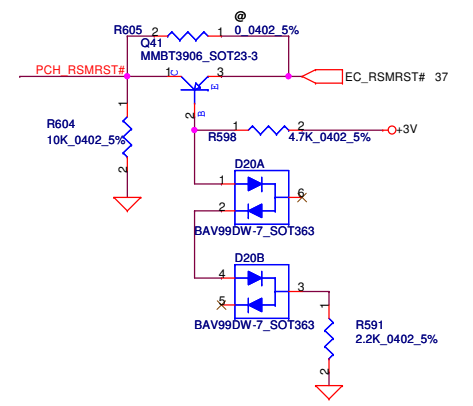 @
R605 2 1 0_0402_5%
Q41
MMBT3906_SOT23-3
PCH_RSMRST# 1 C 3 E EC_RSMRST# 37
B
2
1
R604
10K_0402_5%
2
R598 1 2 4.7K_0402_5% +3V
D20A
1 6
2
BAV99DW-7_SOT363
D20B
4 3
5
BAV99DW-7_SOT363
1
R591
2.2K_0402_5%
2